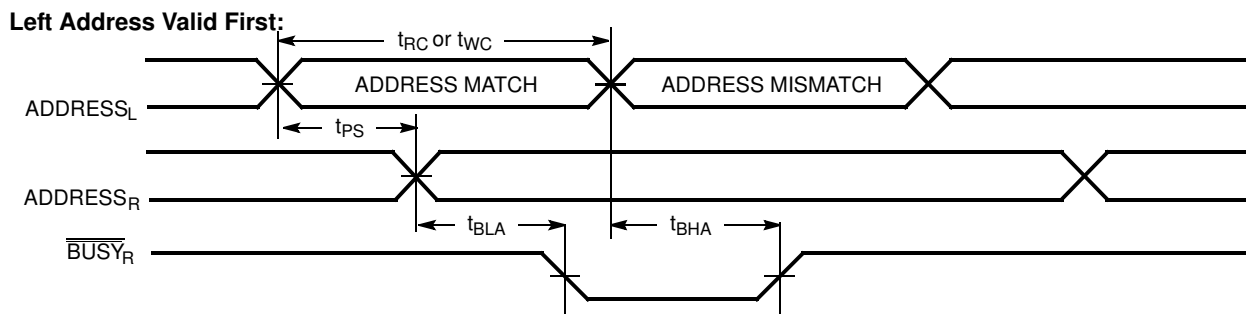 Left Address Valid First:
tRC or tWC
ADDRESS MATCH
ADDRESS MISMATCH
ADDRESSL
tPS
ADDRESSR
tBLA
tBHA
BUSYR